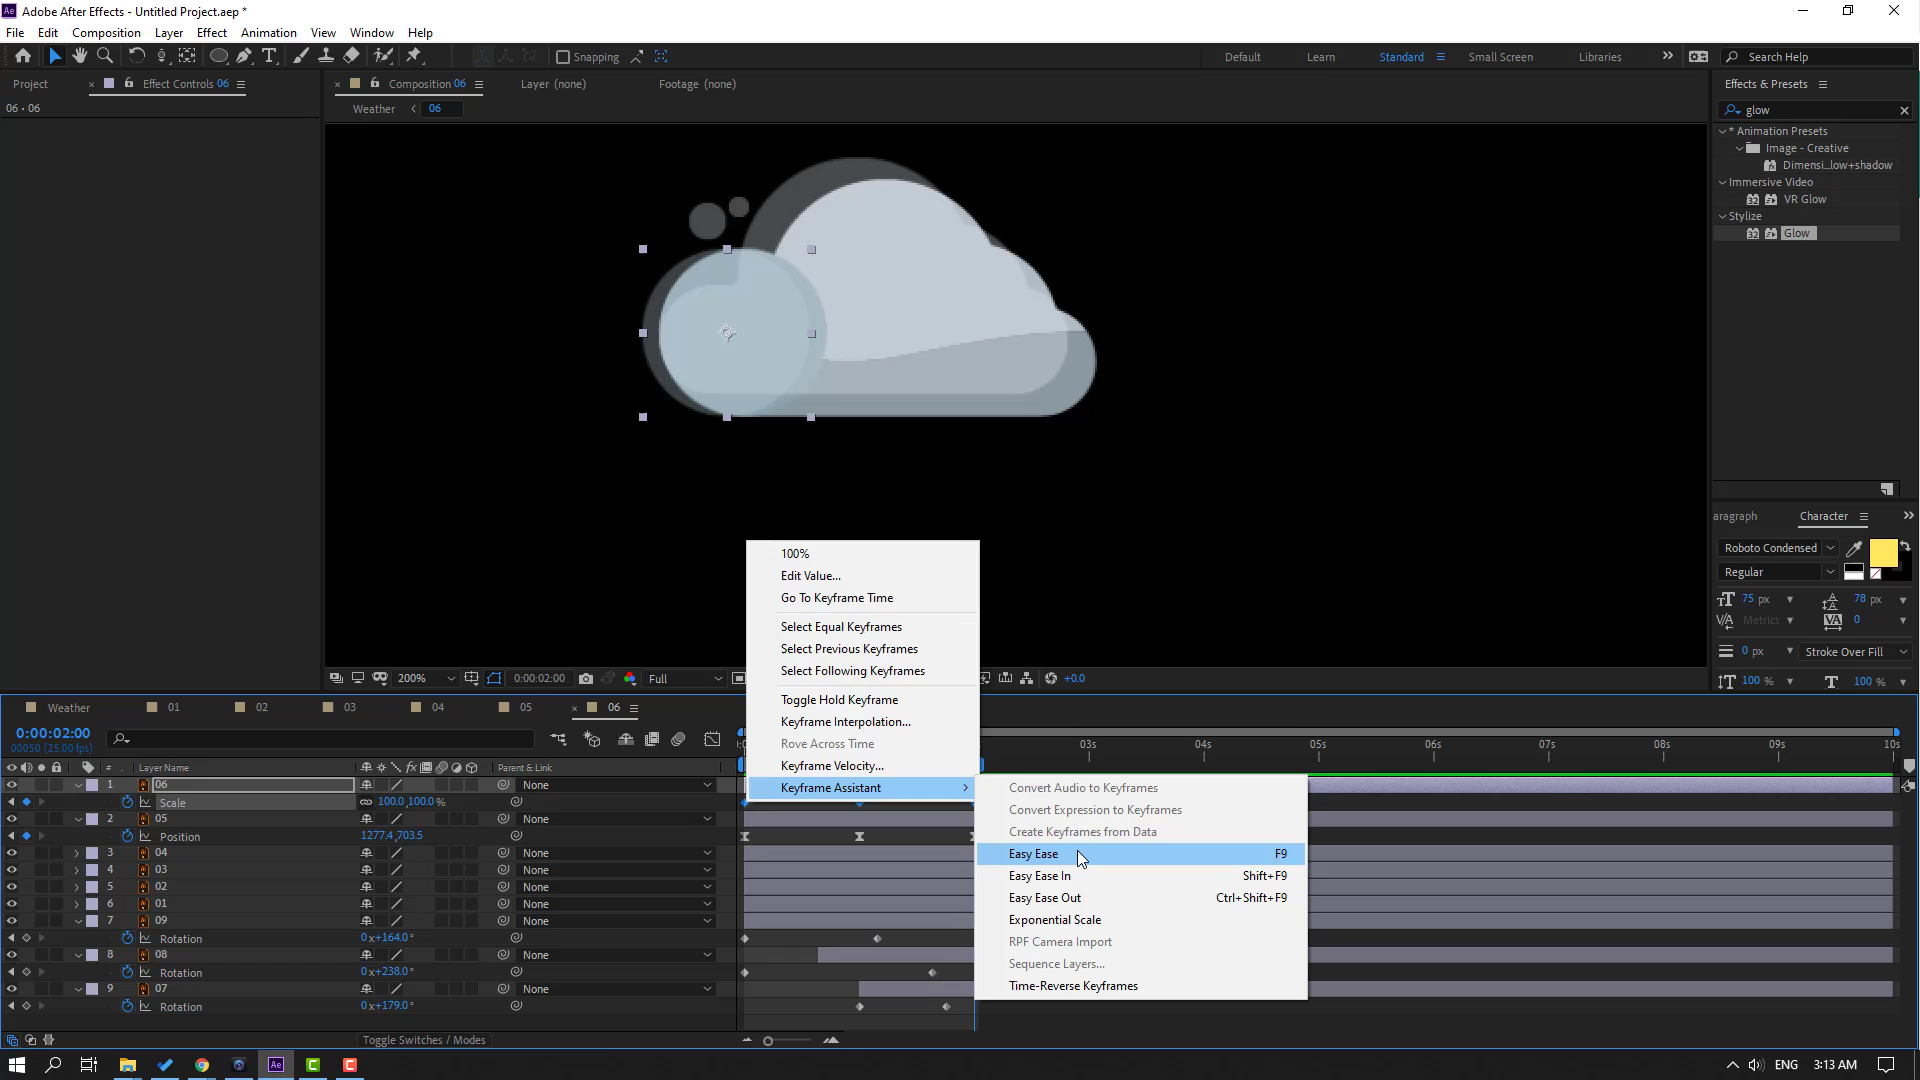 Adobe After Effects - Untitled Project.aep *
File Edit Composition Layer Effect Animation View Window Help
Snapping Default Learn Standard Small Screen Libraries Search Help
Project Effect Controls 06 Composition 06 Layer (none) Footage (none) Effects & Presets
06 • 06 Weather 06 glow
* Animation Presets
Image - Creative
Dimensi...low+shadow
Immersive Video
VR Glow
Stylize
Glow
aragraph Character
Roboto Condensed
Regular
75 px 78 px
Metrics 0
0 px Stroke Over Fill
100 % 100 %
100%
Edit Value...
Go To Keyframe Time
Select Equal Keyframes
Select Previous Keyframes
Select Following Keyframes
Toggle Hold Keyframe
Keyframe Interpolation...
Rove Across Time
Keyframe Velocity...
Keyframe Assistant
Convert Audio to Keyframes
Convert Expression to Keyframes
Create Keyframes from Data
Easy Ease F9
Easy Ease In Shift+F9
Easy Ease Out Ctrl+Shift+F9
Exponential Scale
RPF Camera Import
Sequence Layers...
Time-Reverse Keyframes
200% 0:00:02:00 Full +0.0
Weather 01 02 03 04 05 06
0:00:02:00
00050 (25.00 fps)
03s 04s 05s 06s 07s 08s 09s 10s
# Layer Name Parent & Link
1 06 None
Scale 100.0,100.0 %
2 05 None
Position 1277.4,703.5
3 04 None
4 03 None
5 02 None
6 01 None
7 09 None
Rotation 0 x+164.0 °
8 08 None
Rotation 0 x+238.0 °
9 07 None
Rotation 0 x+179.0 °
Toggle Switches / Modes
Ae ENG 3:13 AM